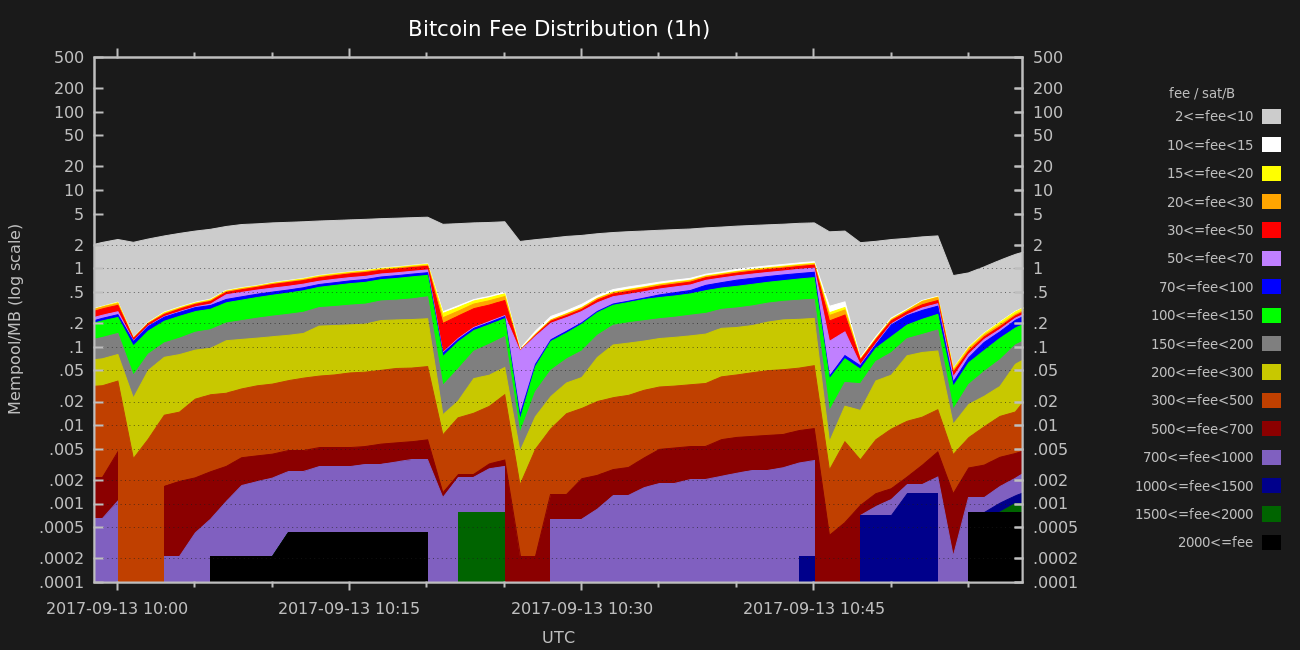 Bitcoin Fee Distribution (1h)
Mempool/MB (log scale)
500
200
100
50
20
10
5
2
1
.5
.2
.1
.05
.02
.01
.005
.002
.001
.0005
.0002
.0001
500
200
100
50
20
10
5
2
1
.5
.2
.1
.05
.02
.01
.005
.002
.001
.0005
.0002
.0001
2017-09-13 10:00 2017-09-13 10:15 2017-09-13 10:30 2017-09-13 10:45
UTC
fee / sat/B
2<=fee<10
10<=fee<15
15<=fee<20
20<=fee<30
30<=fee<50
50<=fee<70
70<=fee<100
100<=fee<150
150<=fee<200
200<=fee<300
300<=fee<500
500<=fee<700
700<=fee<1000
1000<=fee<1500
1500<=fee<2000
2000<=fee